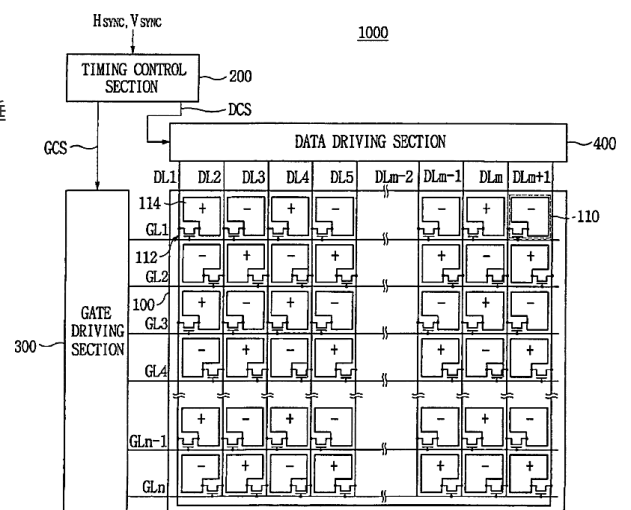 HSYNC, VSYNC
1000
TIMING CONTROL
SECTION
200
DCS
GCS
DATA DRIVING SECTION
400
DL1 DL2 DL3 DL4 DL5 DLm-2 DLm-1 DLm DLm+1
114 + - + - - + - 110
GL1
112
- + - + + - +
GL2
100 + - + - - + -
GL3
GATE
DRIVING
SECTION
300
- + - + + - +
GL4
+ - + - - + -
GLn-1
- + - + + - +
GLn